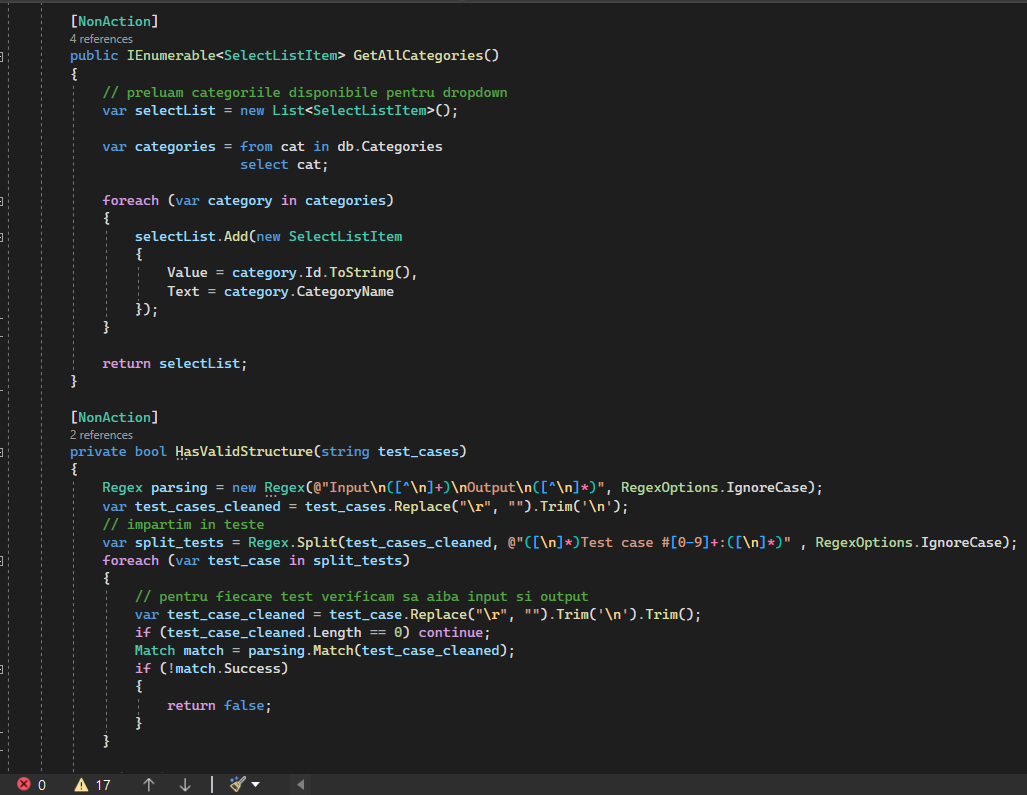 [NonAction]
4 references
public IEnumerable<SelectListItem> GetAllCategories()
{
// preluam categoriile disponibile pentru dropdown
var selectList = new List<SelectListItem>();
var categories = from cat in db.Categories
select cat;
foreach (var category in categories)
{
selectList.Add(new SelectListItem
{
Value = category.Id.ToString(),
Text = category.CategoryName
});
}
return selectList;
}
[NonAction]
2 references
private bool HasValidStructure(string test_cases)
{
Regex parsing = new Regex(@"Input\n([^\n]+)\nOutput\n([^\n]*)", RegexOptions.IgnoreCase);
var test_cases_cleaned = test_cases.Replace("\r", "").Trim('\n');
// impartim in teste
var split_tests = Regex.Split(test_cases_cleaned, @"([\n]*)Test case #[0-9]+:([\n]*)" , RegexOptions.IgnoreCase);
foreach (var test_case in split_tests)
{
// pentru fiecare test verificam sa aiba input si output
var test_case_cleaned = test_case.Replace("\r", "").Trim('\n').Trim();
if (test_case_cleaned.Length == 0) continue;
Match match = parsing.Match(test_case_cleaned);
if (!match.Success)
{
return false;
}
}
0 17